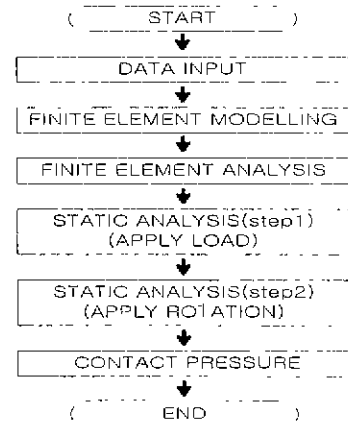 START
DATA INPUT
FINITE ELEMENT MODELLING
FINITE ELEMENT ANALYSIS
STATIC ANALYSIS(step1)
(APPLY LOAD)
STATIC ANALYSIS(step2)
(APPLY ROTATION)
CONTACT PRESSURE
END